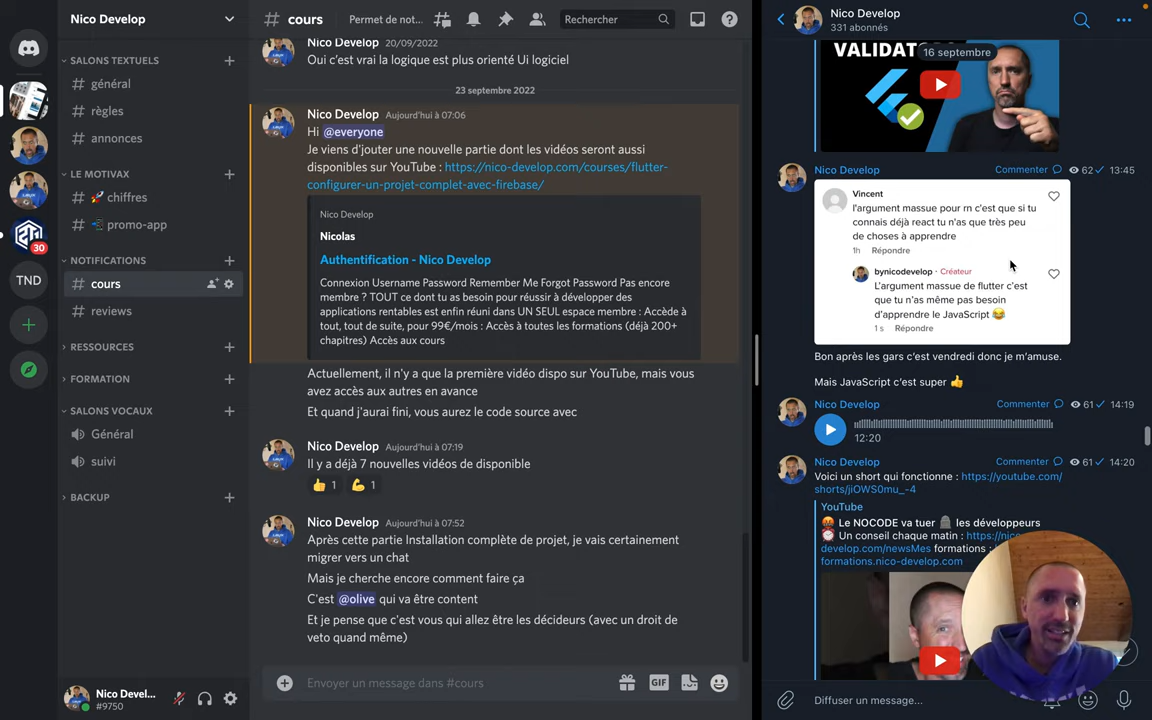 Nico Develop
SALONS TEXTUELS
général
règles
annonces
LE MOTIVAX
chiffres
promo-app
NOTIFICATIONS
cours
reviews
RESSOURCES
FORMATION
SALONS VOCAUX
Général
suivi
BACKUP
30
TND
Nico Devel...
#9750
# cours
Permet de not...
Rechercher
Nico Develop 20/09/2022
Oui c'est vrai la logique est plus orienté Ui logiciel
23 septembre 2022
Nico Develop Aujourd'hui à 07:06
Hi @everyone
Je viens d'jouter une nouvelle partie dont les vidéos seront aussi
disponibles sur YouTube : https://nico-develop.com/courses/flutter-
configurer-un-projet-complet-avec-firebase/
Nico Develop
Nicolas
Authentification - Nico Develop
Connexion Username Password Remember Me Forgot Password Pas encore
membre ? TOUT ce dont tu as besoin pour réussir à développer des
applications rentables est enfin réuni dans UN SEUL espace membre : Accède à
tout, tout de suite, pour 99€/mois : Accès à toutes les formations (déjà 200+
chapitres) Accès aux cours
Actuellement, il n'y a que la première vidéo dispo sur YouTube, mais vous
avez accès aux autres en avance
Et quand j'aurai fini, vous aurez le code source avec
Nico Develop Aujourd'hui à 07:19
Il y a déjà 7 nouvelles vidéos de disponible
👍 1 💪 1
Nico Develop Aujourd'hui à 07:52
Après cette partie Installation complète de projet, je vais certainement
migrer vers un chat
Mais je cherche encore comment faire ça
C'est @olive qui va être content
Et je pense que c'est vous qui allez être les décideurs (avec un droit de
veto quand même)
Envoyer un message dans #cours
GIF
Nico Develop
331 abonnés
16 septembre
Nico Develop Commenter 62 13:45
Vincent
l'argument massue pour rn c'est que si tu
connais déjà react tu n'as que très peu
de choses à apprendre
1h Répondre
bynicodevelop · Créateur
L'argument massue de flutter c'est
que tu n'as même pas besoin
d'apprendre le JavaScript 😂
1 s Répondre
Bon après les gars c'est vendredi donc je m'amuse.
Mais JavaScript c'est super 👍
Nico Develop Commenter 61 14:19
12:20
Nico Develop Commenter 61 14:20
Voici un short qui fonctionne : https://youtube.com/
shorts/jiOWS0mu_-4
YouTube
🤬 Le NOCODE va tuer 🪦 les développeurs
⏰ Un conseil chaque matin : https://nico
develop.com/newsMes formations :
formations.nico-develop.com
Diffuser un message...